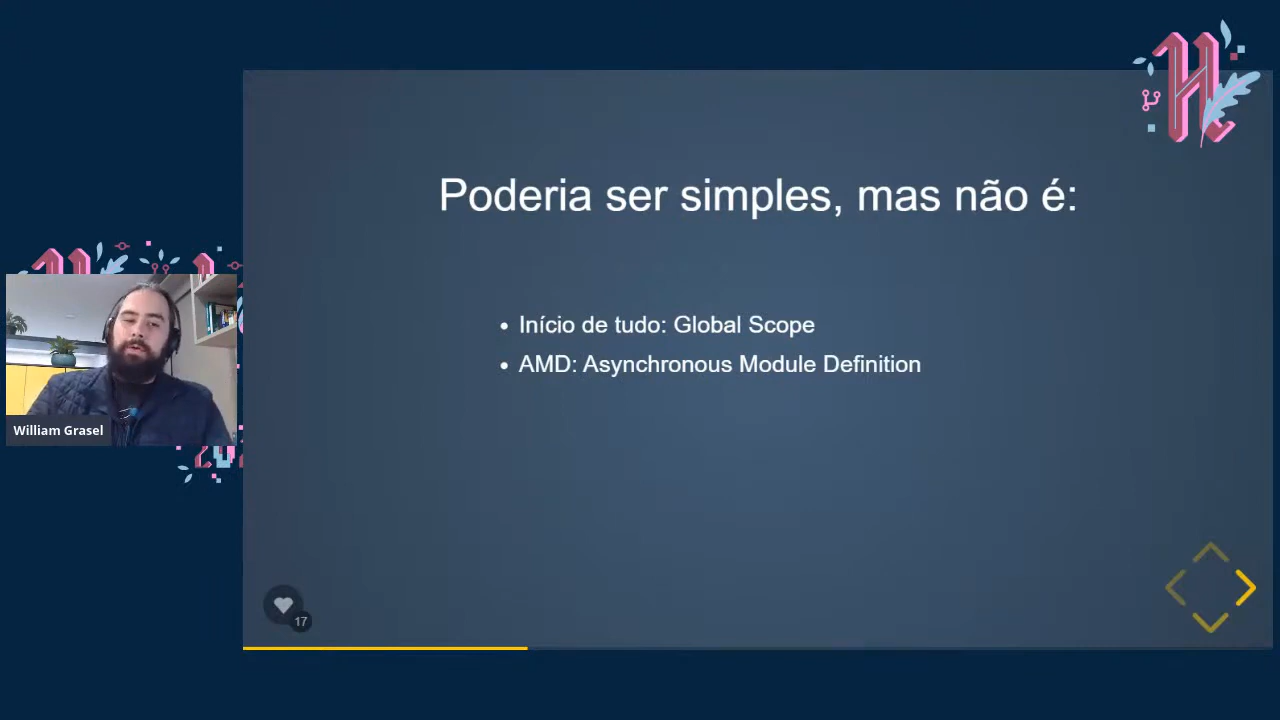 Poderia ser simples, mas não é:
• Início de tudo: Global Scope
• AMD: Asynchronous Module Definition
William Grasel
17